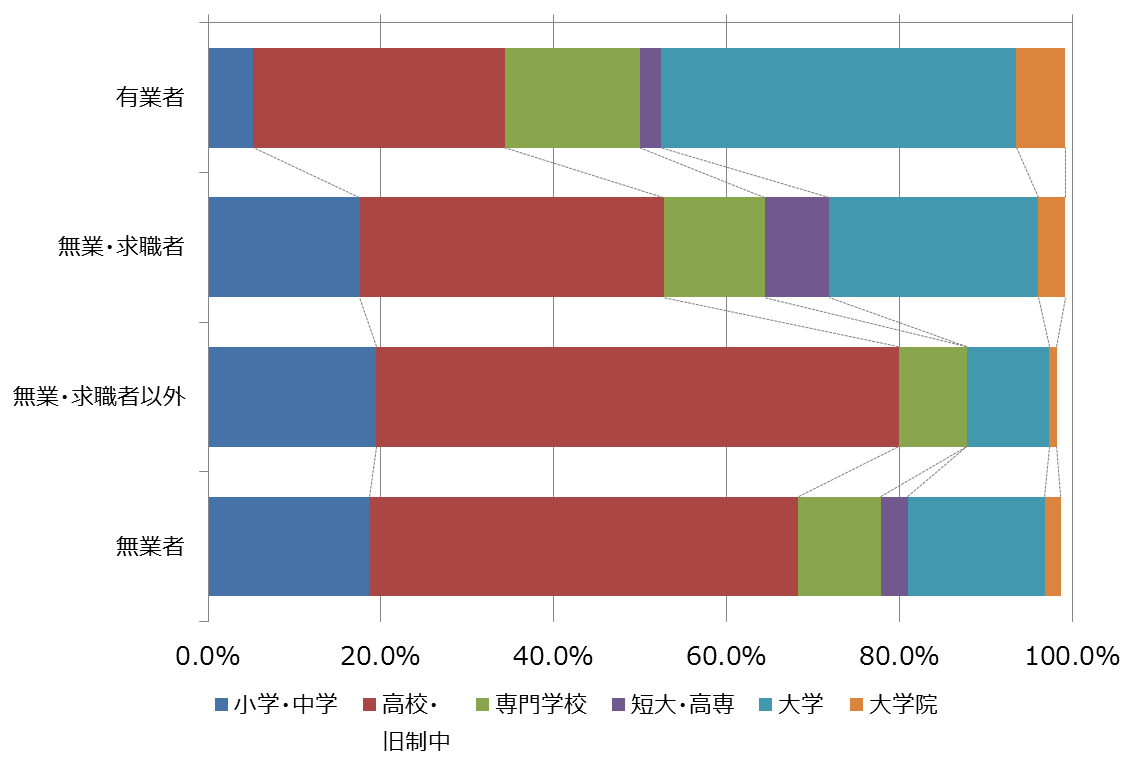 有業者
無業・求職者
無業・求職者以外
無業者
0.0% 20.0% 40.0% 60.0% 80.0% 100.0%
小学・中学 高校・ 専門学校 短大・高専 大学 大学院
旧制中